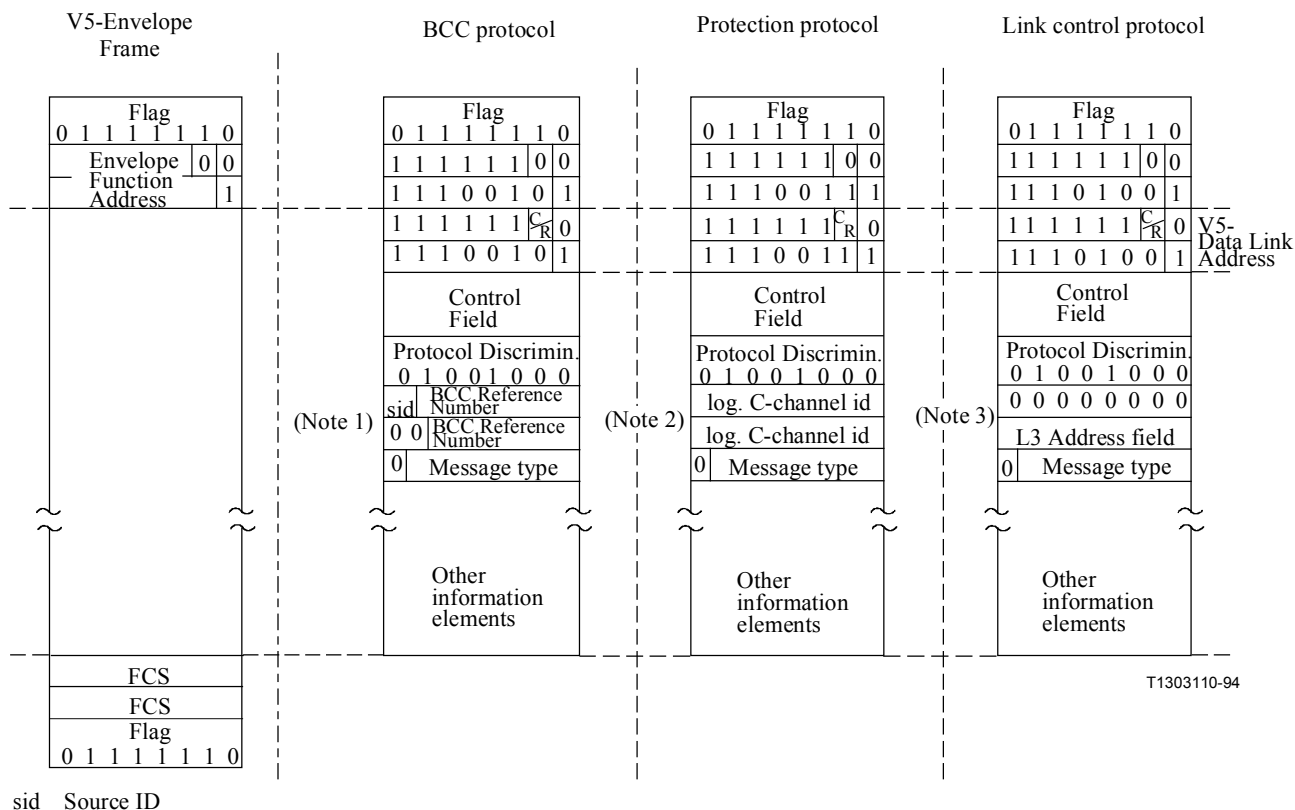 V5-Envelope
Frame
BCC protocol
Protection protocol
Link control protocol
Flag
0 1 1 1 1 1 1 0
Envelope
Function
Address
0 0
1
FCS
FCS
Flag
0 1 1 1 1 1 1 0
(Note 1)
Flag
0 1 1 1 1 1 1 0
1 1 1 1 1 1 0 0
1 1 1 0 0 1 0 1
1 1 1 1 1 1 C/R 0
1 1 1 0 0 1 0 1
Control
Field
Protocol Discrimin.
0 1 0 0 1 0 0 0
sid BCC Reference
Number
0 0 BCC Reference
Number
0 Message type
Other
information
elements
(Note 2)
Flag
0 1 1 1 1 1 1 0
1 1 1 1 1 1 0 0
1 1 1 0 0 1 1 1
1 1 1 1 1 1 C/R 0
1 1 1 0 0 1 1 1
Control
Field
Protocol Discrimin.
0 1 0 0 1 0 0 0
log. C-channel id
log. C-channel id
0 Message type
Other
information
elements
(Note 3)
Flag
0 1 1 1 1 1 1 0
1 1 1 1 1 1 0 0
1 1 1 0 1 0 0 1
1 1 1 1 1 1 C/R 0
1 1 1 0 1 0 0 1
V5-
Data Link
Address
Control
Field
Protocol Discrimin.
0 1 0 0 1 0 0 0
0 0 0 0 0 0 0 0
L3 Address field
0 Message type
Other
information
elements
T1303110-94
sid Source ID